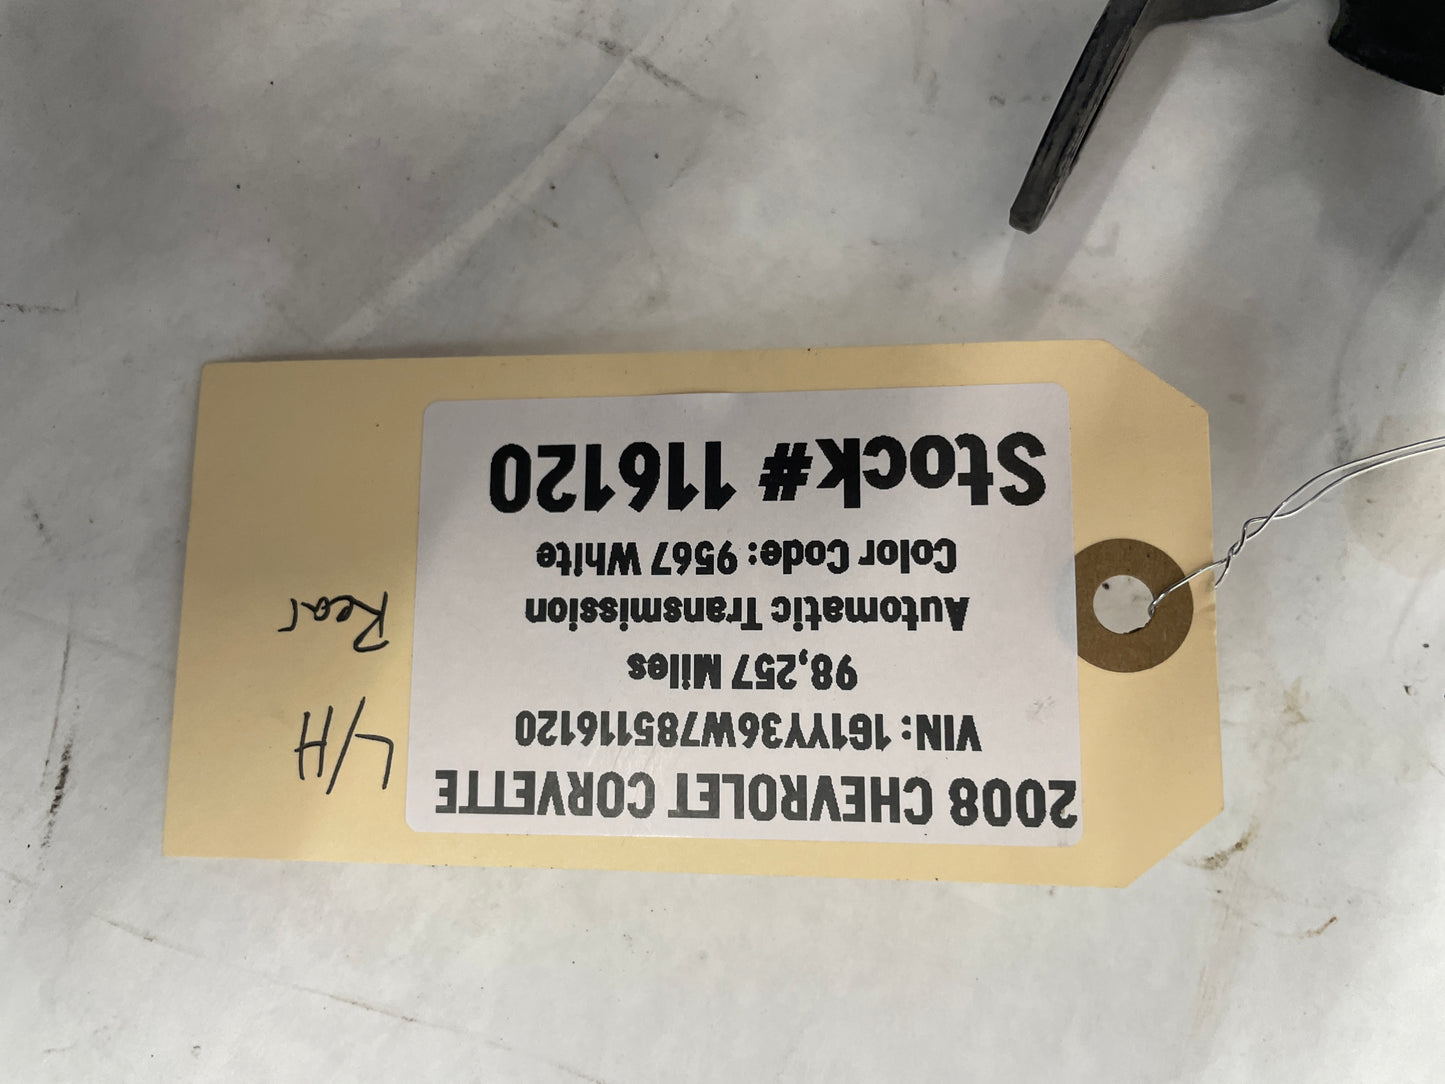 2008 CHEVROLET CORVETTE
VIN: 1G1YY36W785116120
98,257 Miles
Automatic Transmission
Color Code: 9567 White
Stock# 116120
L/H
Rear